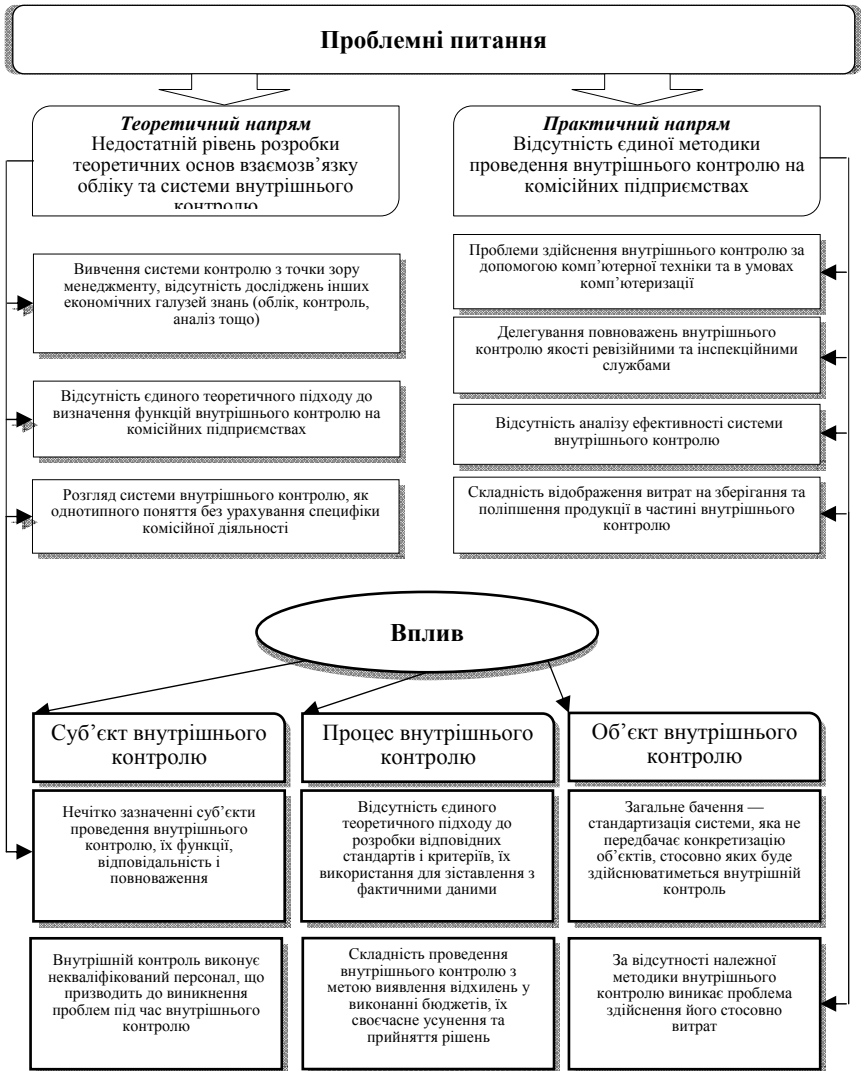 Проблемні питання
Теоретичний напрям
Недостатній рівень розробки
теоретичних основ взаємозв’язку
обліку та системи внутрішнього
контролю
Практичний напрям
Відсутність єдиної методики
проведення внутрішнього контролю на
комісійних підприємствах
Вивчення системи контролю з точки зору
менеджменту, відсутність досліджень інших
економічних галузей знань (облік, контроль,
аналіз тощо)
Відсутність єдиного теоретичного підходу до
визначення функцій внутрішнього контролю на
комісійних підприємствах
Розгляд системи внутрішнього контролю, як
однотипного поняття без урахування специфіки
комісійної діяльності
Проблеми здійснення внутрішнього контролю за
допомогою комп’ютерної техніки та в умовах
комп’ютеризації
Делегування повноважень внутрішнього
контролю якості ревізійними та інспекційними
службами
Відсутність аналізу ефективності системи
внутрішнього контролю
Складність відображення витрат на зберігання та
поліпшення продукції в частині внутрішнього
контролю
Вплив
Суб’єкт внутрішнього
контролю
Процес внутрішнього
контролю
Об’єкт внутрішнього
контролю
Нечітко зазначенні суб’єкти
проведення внутрішнього
контролю, їх функції,
відповідальність і
повноваження
Відсутність єдиного
теоретичного підходу до
розробки відповідних
стандартів і критеріїв, їх
використання для зіставлення з
фактичними даними
Загальне бачення —
стандартизація системи, яка не
передбачає конкретизацію
об’єктів, стосовно яких буде
здійснюватиметься внутрішній
контроль
Внутрішній контроль виконує
некваліфікований персонал, що
призводить до виникнення
проблем під час внутрішнього
контролю
Складність проведення
внутрішнього контролю з
метою виявлення відхилень у
виконанні бюджетів, їх
своєчасне усунення та
прийняття рішень
За відсутності належної
методики внутрішнього
контролю виникає проблема
здійснення його стосовно
витрат